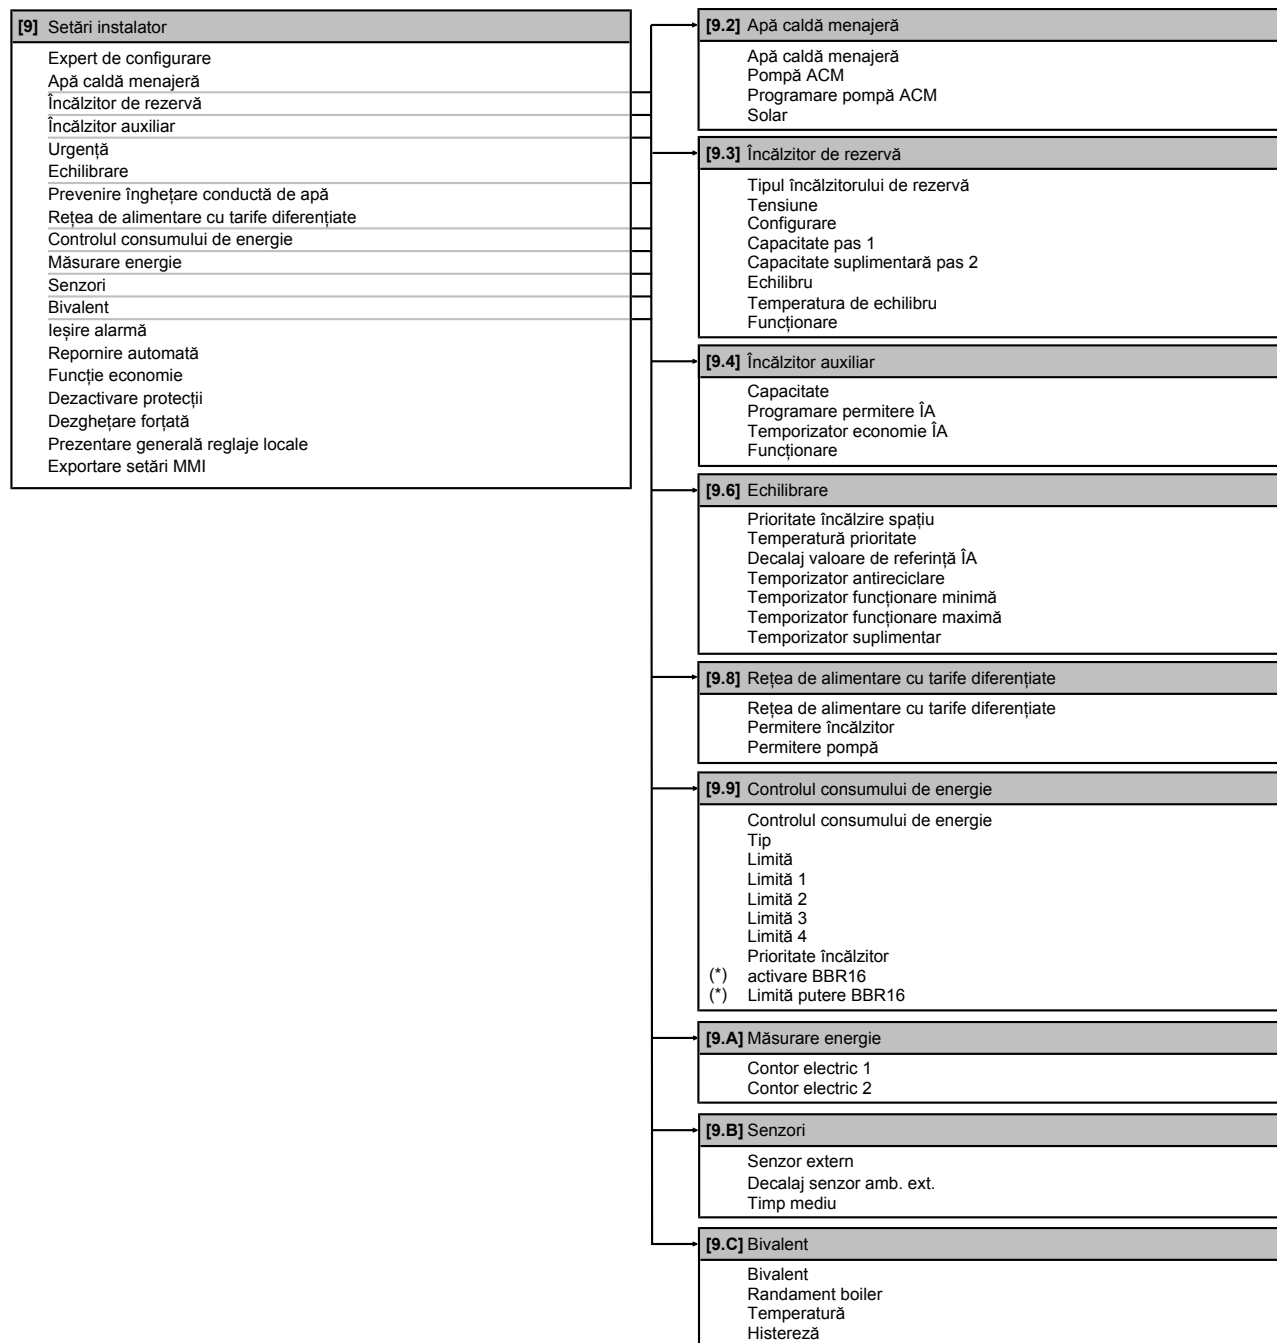 [9] Setări instalator
Expert de configurare
Apă caldă menajeră
Încălzitor de rezervă
Încălzitor auxiliar
Urgență
Echilibrare
Prevenire înghețare conductă de apă
Rețea de alimentare cu tarife diferențiate
Controlul consumului de energie
Măsurare energie
Senzori
Bivalent
Ieșire alarmă
Repornire automată
Funcție economie
Dezactivare protecții
Dezghețare forțată
Prezentare generală reglaje locale
Exportare setări MMI
[9.2] Apă caldă menajeră
Apă caldă menajeră
Pompă ACM
Programare pompă ACM
Solar
[9.3] Încălzitor de rezervă
Tipul încălzitorului de rezervă
Tensiune
Configurare
Capacitate pas 1
Capacitate suplimentară pas 2
Echilibru
Temperatura de echilibru
Funcționare
[9.4] Încălzitor auxiliar
Capacitate
Programare permitere ÎA
Temporizator economie ÎA
Funcționare
[9.6] Echilibrare
Prioritate încălzire spațiu
Temperatură prioritate
Decalaj valoare de referință ÎA
Temporizator antireciclare
Temporizator funcționare minimă
Temporizator funcționare maximă
Temporizator suplimentar
[9.8] Rețea de alimentare cu tarife diferențiate
Rețea de alimentare cu tarife diferențiate
Permitere încălzitor
Permitere pompă
[9.9] Controlul consumului de energie
Controlul consumului de energie
Tip
Limită
Limită 1
Limită 2
Limită 3
Limită 4
Prioritate încălzitor
(*) activare BBR16
(*) Limită putere BBR16
[9.A] Măsurare energie
Contor electric 1
Contor electric 2
[9.B] Senzori
Senzor extern
Decalaj senzor amb. ext.
Timp mediu
[9.C] Bivalent
Bivalent
Randament boiler
Temperatură
Histereză